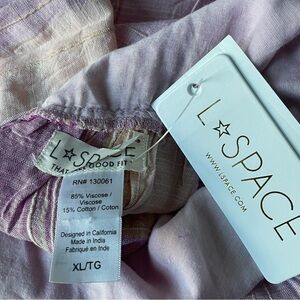 L☆SPACE
THAT FEEL GOOD FIT
RN# 130061
85% Viscose /
Viscose
15% Cotton / Coton
Designed in California
Made in India
Fabriqué en Inde
XL/TG
L☆SPACE
WWW.LSPACE.COM